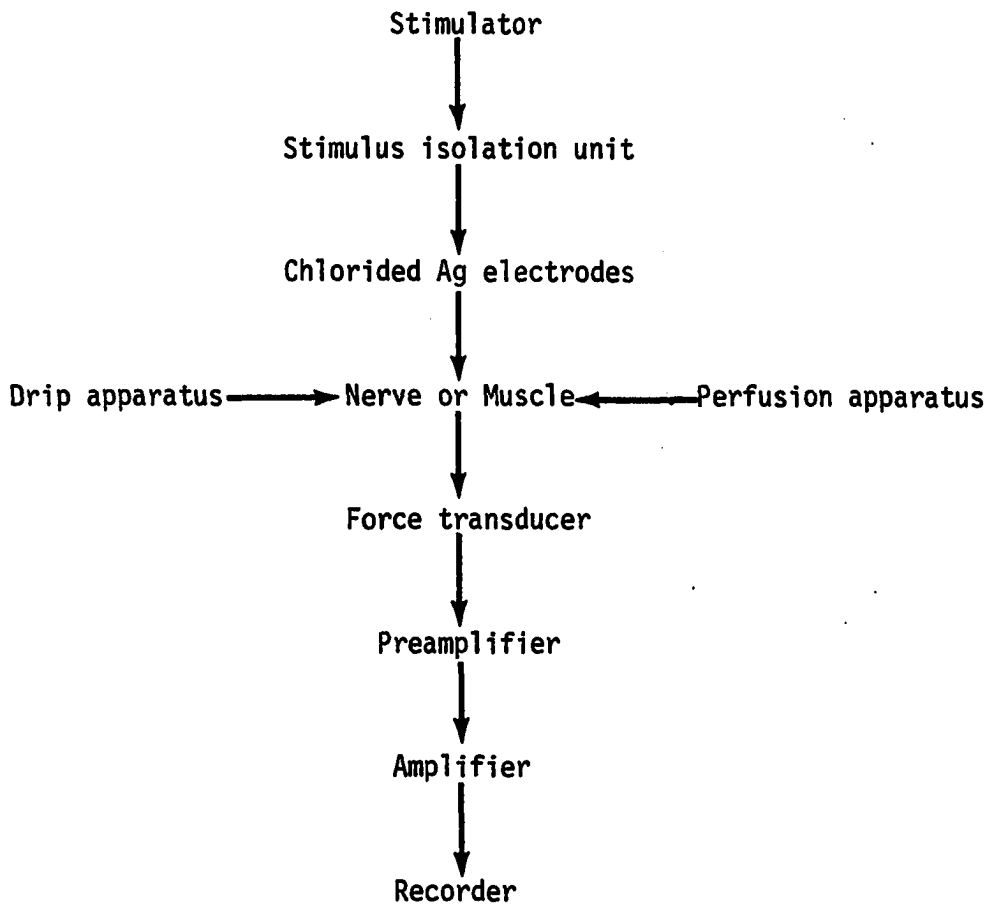 Stimulator
Stimulus isolation unit
Chlorided Ag electrodes
Drip apparatus Nerve or Muscle Perfusion apparatus
Force transducer
Preamplifier
Amplifier
Recorder